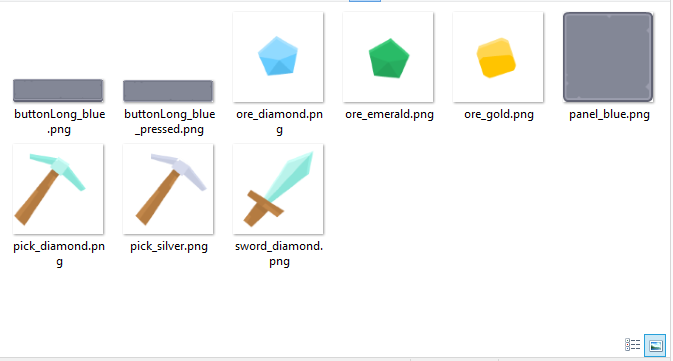 buttonLong_blue
.png
buttonLong_blue
_pressed.png
ore_diamond.pn
g
ore_emerald.png
ore_gold.png
panel_blue.png
pick_diamond.pn
g
pick_silver.png
sword_diamond.
png